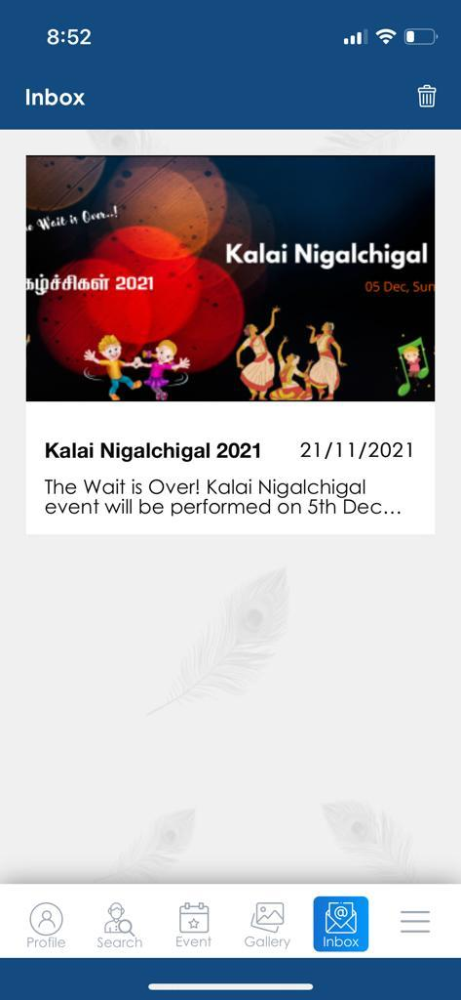 8:52
Inbox
Wait is Over..!
Kalai Nigalchigal
2021
05 Dec, Sun
Kalai Nigalchigal 2021
21/11/2021
The Wait is Over! Kalai Nigalchigal
event will be performed on 5th Dec...
Profile
Search
Event
Gallery
Inbox